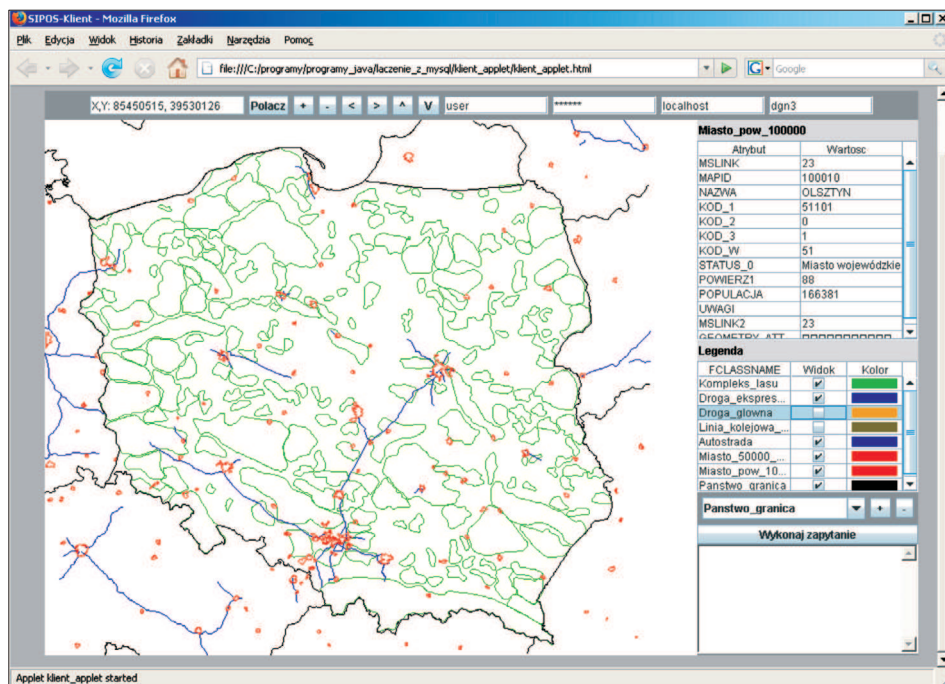 SIPOS-Klient - Mozilla Firefox
Plik Edycja Widok Historia Zakładki Narzędzia Pomoc
file:///C:/programy/programy_java/laczenie_z_mysql/klient_applet/klient_applet.html
G Google
X,Y: 85450515, 39530126 Polacz + - < > ^ V user ****** localhost dgn3
Miasto_pow_100000
Atrybut Wartosc
MSLINK 23
MAPID 100010
NAZWA OLSZTYN
KOD_1 51101
KOD_2 0
KOD_3 1
KOD_W 51
STATUS_0 Miasto wojewódzkie
POWIERZ1 88
POPULACJA 166381
UWAGI
MSLINK2 23
GEOMETRY_ATT
Legenda
FCLASSNAME Widok Kolor
Kompleks_lasu
Droga_ekspres...
Droga_glowna
Linia_kolejowa_...
Autostrada
Miasto_50000_...
Miasto_pow_10...
Panstwo_granica
Panstwo_granica + -
Wykonaj zapytanie
Applet klient_applet started